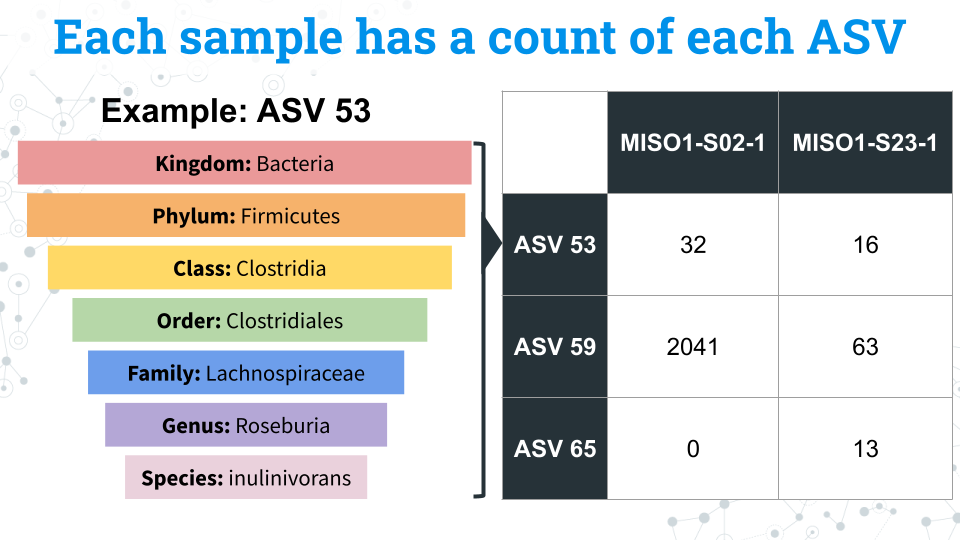 Each sample has a count of each ASV
Example: ASV 53
Kingdom: Bacteria
Phylum: Firmicutes
Class: Clostridia
Order: Clostridiales
Family: Lachnospiraceae
Genus: Roseburia
Species: inulinivorans
MISO1-S02-1 MISO1-S23-1
ASV 53 32 16
ASV 59 2041 63
ASV 65 0 13